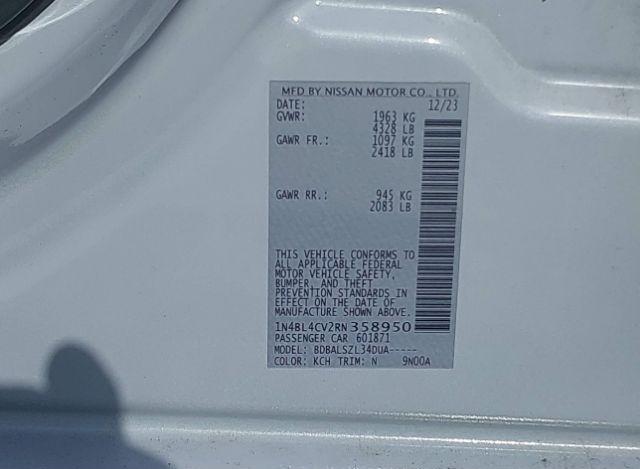 MFD BY NISSAN MOTOR CO., LTD.
DATE: 12/23
GVWR: 1963 KG
4328 LB
GAWR FR.: 1097 KG
2418 LB
GAWR RR.: 945 KG
2083 LB
THIS VEHICLE CONFORMS TO
ALL APPLICABLE FEDERAL
MOTOR VEHICLE SAFETY,
BUMPER, AND THEFT
PREVENTION STANDARDS IN
EFFECT ON THE DATE OF
MANUFACTURE SHOWN ABOVE.
1N4BL4CV2RN358950
PASSENGER CAR 601871
MODEL: BDBALSZL34DUA-----
COLOR: KCH TRIM: N 9N00A